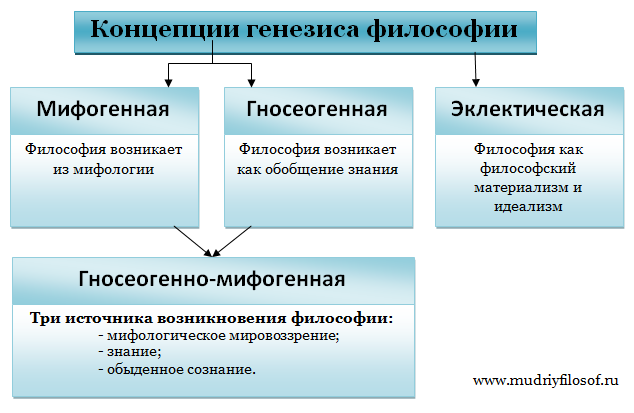 Концепции генезиса философии
Мифогенная
Философия возникает
из мифологии
Гносеогенная
Философия возникает
как обобщение знания
Эклектическая
Философия как
философский
материализм и
идеализм
Гносеогенно-мифогенная
Три источника возникновения философии:
- мифологическое мировоззрение;
- знание;
- обыденное сознание.
www.mudriyfilosof.ru